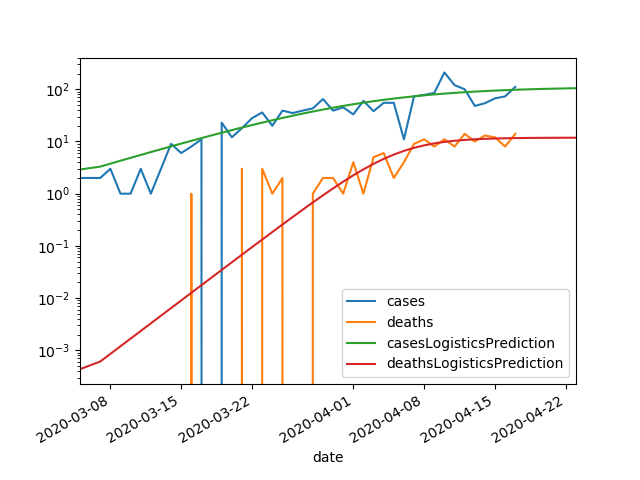 10²
10¹
10⁰
10⁻¹
10⁻²
10⁻³
cases
deaths
casesLogisticsPrediction
deathsLogisticsPrediction
2020-03-08
2020-03-15
2020-03-22
2020-04-01
2020-04-08
2020-04-15
2020-04-22
date